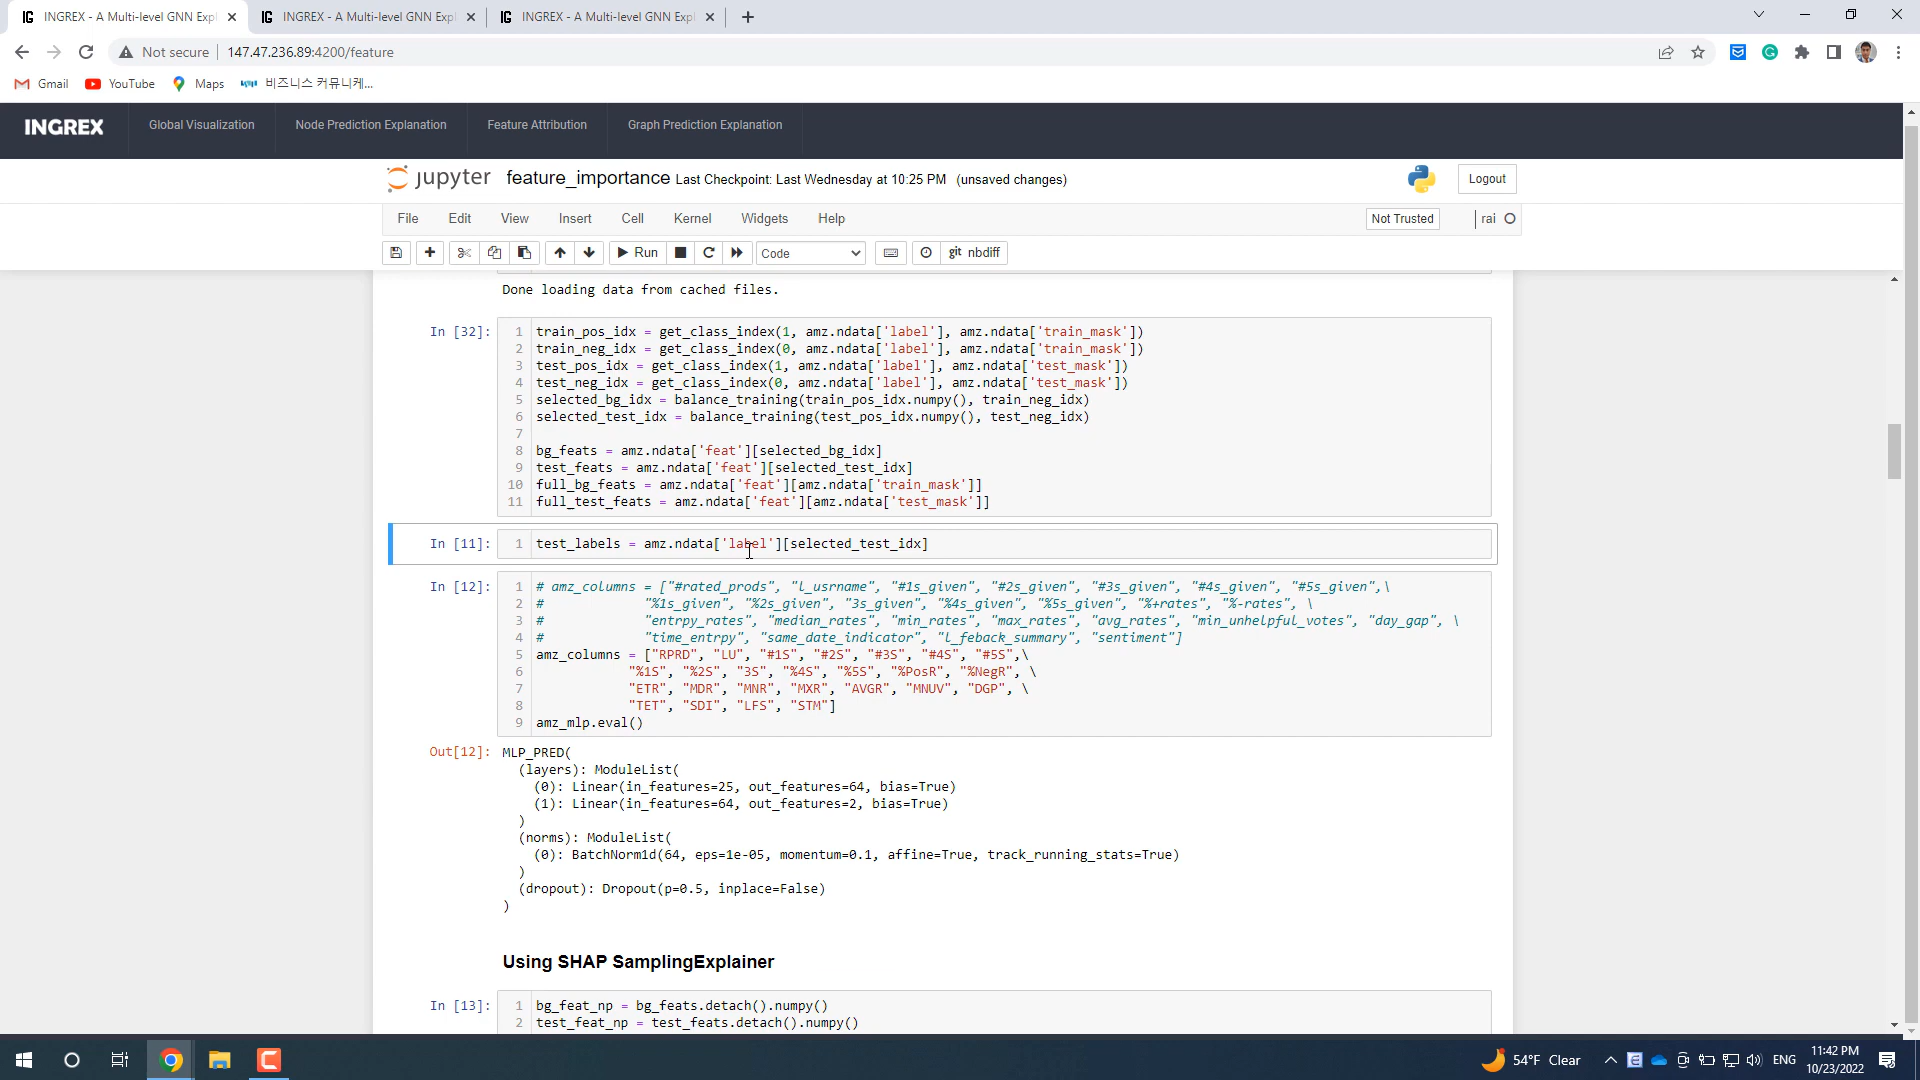 INGREX - A Multi-level GNN Expl
INGREX - A Multi-level GNN Expl
INGREX - A Multi-level GNN Expl
Not secure
147.47.236.89:4200/feature
Gmail
YouTube
Maps
비즈니스 커뮤니케...
INGREX
Global Visualization
Node Prediction Explanation
Feature Attribution
Graph Prediction Explanation
jupyter
feature_importance Last Checkpoint: Last Wednesday at 10:25 PM (unsaved changes)
Logout
File Edit View Insert Cell Kernel Widgets Help
Not Trusted
rai
Run
Code
git nbdiff
Done loading data from cached files.
In [32]:
1 train_pos_idx = get_class_index(1, amz.ndata['label'], amz.ndata['train_mask'])
2 train_neg_idx = get_class_index(0, amz.ndata['label'], amz.ndata['train_mask'])
3 test_pos_idx = get_class_index(1, amz.ndata['label'], amz.ndata['test_mask'])
4 test_neg_idx = get_class_index(0, amz.ndata['label'], amz.ndata['test_mask'])
5 selected_bg_idx = balance_training(train_pos_idx.numpy(), train_neg_idx)
6 selected_test_idx = balance_training(test_pos_idx.numpy(), test_neg_idx)
7
8 bg_feats = amz.ndata['feat'][selected_bg_idx]
9 test_feats = amz.ndata['feat'][selected_test_idx]
10 full_bg_feats = amz.ndata['feat'][amz.ndata['train_mask']]
11 full_test_feats = amz.ndata['feat'][amz.ndata['test_mask']]
In [11]:
1 test_labels = amz.ndata['label'][selected_test_idx]
In [12]:
1 # amz_columns = ["#rated_prods", "l_usrname", "#1s_given", "#2s_given", "#3s_given", "#4s_given", "#5s_given",\
2 # "%1s_given", "%2s_given", "3s_given", "%4s_given", "%5s_given", "%+rates", "%-rates", \
3 # "entrpy_rates", "median_rates", "min_rates", "max_rates", "avg_rates", "min_unhelpful_votes", "day_gap", \
4 # "time_entrpy", "same_date_indicator", "l_feback_summary", "sentiment"]
5 amz_columns = ["RPRD", "LU", "#1S", "#2S", "#3S", "#4S", "#5S",\
6 "%1S", "%2S", "3S", "%4S", "%5S", "%PosR", "%NegR", \
7 "ETR", "MDR", "MNR", "MXR", "AVGR", "MNUV", "DGP", \
8 "TET", "SDI", "LFS", "STM"]
9 amz_mlp.eval()
Out[12]:
MLP_PRED(
(layers): ModuleList(
(0): Linear(in_features=25, out_features=64, bias=True)
(1): Linear(in_features=64, out_features=2, bias=True)
)
(norms): ModuleList(
(0): BatchNorm1d(64, eps=1e-05, momentum=0.1, affine=True, track_running_stats=True)
)
(dropout): Dropout(p=0.5, inplace=False)
)
Using SHAP SamplingExplainer
In [13]:
1 bg_feat_np = bg_feats.detach().numpy()
2 test_feat_np = test_feats.detach().numpy()
54°F Clear
ENG
11:42 PM
10/23/2022